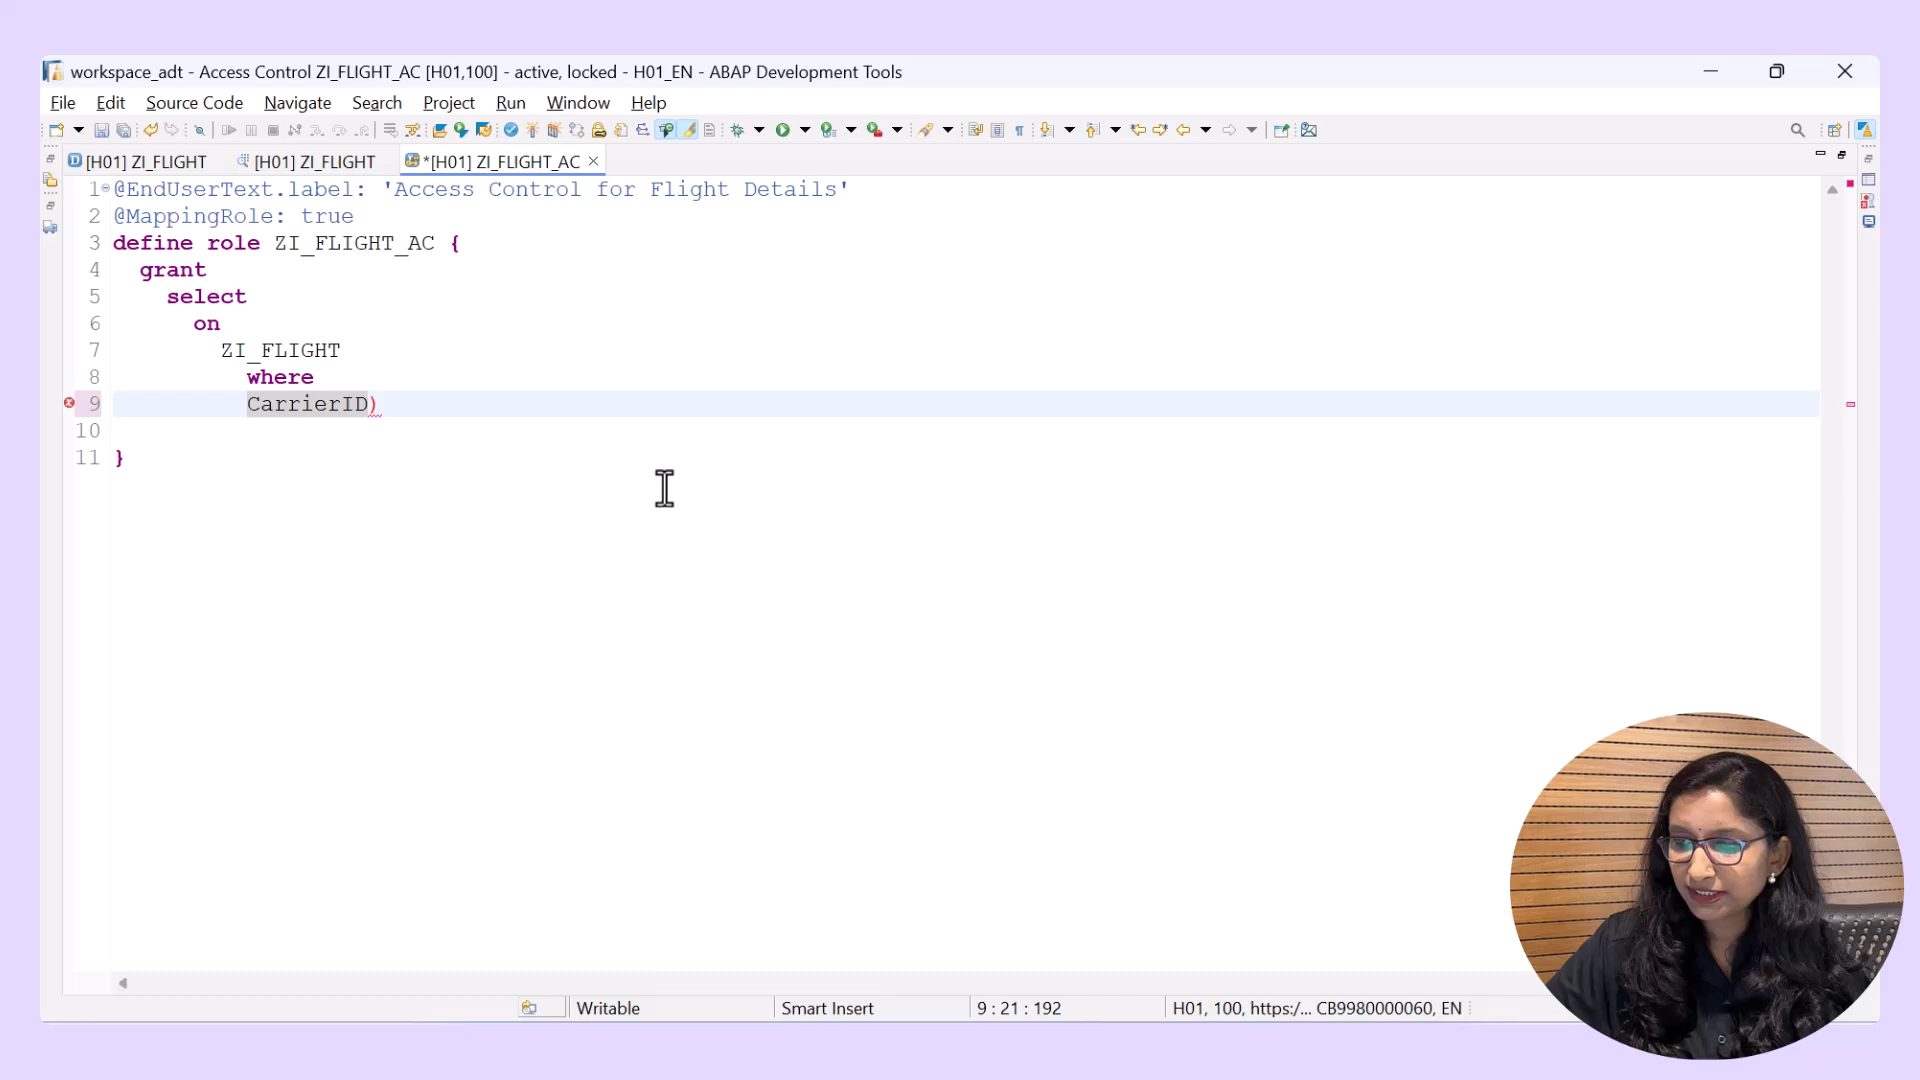 workspace_adt - Access Control ZI_FLIGHT_AC [H01,100] - active, locked - H01_EN - ABAP Development Tools
File Edit Source Code Navigate Search Project Run Window Help
[H01] ZI_FLIGHT [H01] ZI_FLIGHT *[H01] ZI_FLIGHT_AC
1 @EndUserText.label: 'Access Control for Flight Details'
2 @MappingRole: true
3 define role ZI_FLIGHT_AC {
4 grant
5 select
6 on
7 ZI_FLIGHT
8 where
9 CarrierID)
10
11 }
Writable Smart Insert 9 : 21 : 192 H01, 100, https:/... CB9980000060, EN